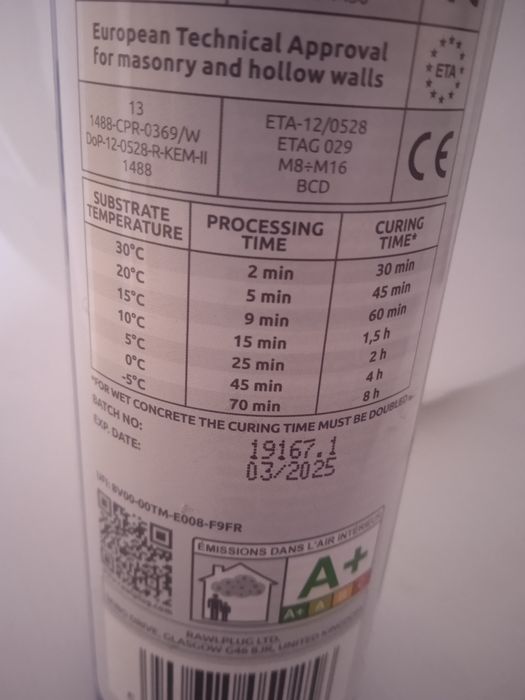 European Technical Approval
for masonry and hollow walls
ETA
13
1488-CPR-0369/W
DoP-12-0528-R-KEM-II
1488
ETA-12/0528
ETAG 029
M8÷M16
BCD
CE
SUBSTRATE TEMPERATURE PROCESSING TIME CURING TIME*
30°C 2 min 30 min
20°C 5 min 45 min
15°C 9 min 60 min
10°C 15 min 1,5 h
5°C 25 min 2 h
0°C 45 min 4 h
-5°C 70 min 8 h
*FOR WET CONCRETE THE CURING TIME MUST BE DOUBLED
BATCH NO: 19167.1
EXP. DATE: 03/2025
UFI: 8V00-00TM-E008-F9FR
ÉMISSIONS DANS L'AIR INTÉRIEUR
A+
A+ A B C
RAWLPLUG LTD,
DRIVE, GLASGOW G46 8JR, UNITED KINGDOM